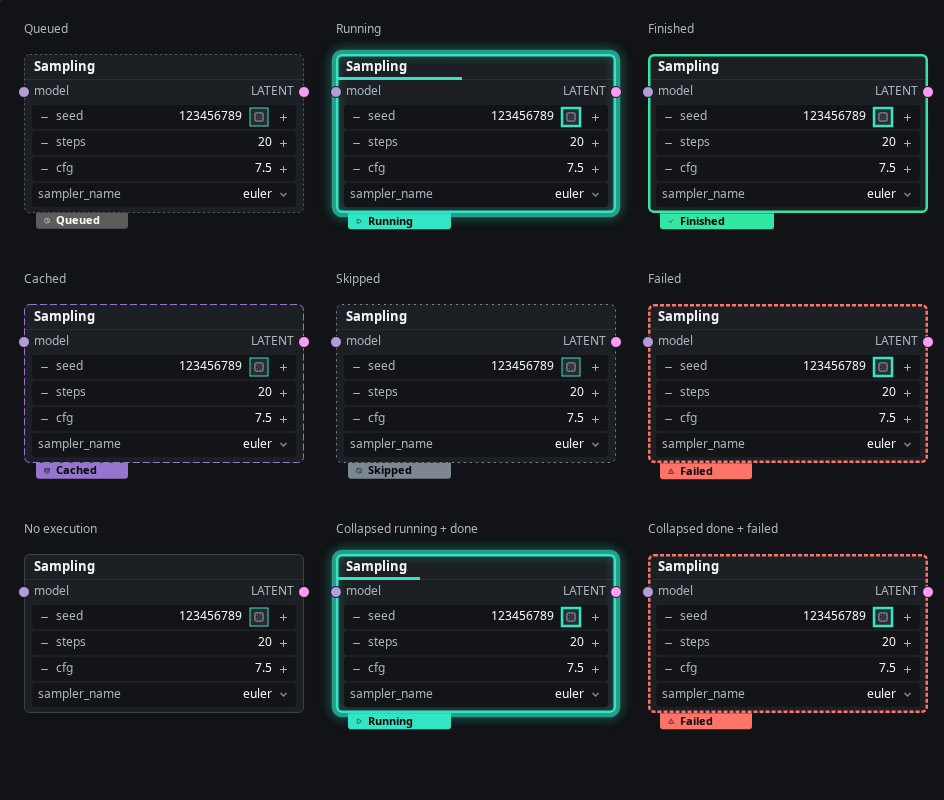 Queued
Sampling
model LATENT
– seed 123456789 +
– steps 20 +
– cfg 7.5 +
sampler_name euler
Queued
Running
Sampling
model LATENT
– seed 123456789 +
– steps 20 +
– cfg 7.5 +
sampler_name euler
Running
Finished
Sampling
model LATENT
– seed 123456789 +
– steps 20 +
– cfg 7.5 +
sampler_name euler
Finished
Cached
Sampling
model LATENT
– seed 123456789 +
– steps 20 +
– cfg 7.5 +
sampler_name euler
Cached
Skipped
Sampling
model LATENT
– seed 123456789 +
– steps 20 +
– cfg 7.5 +
sampler_name euler
Skipped
Failed
Sampling
model LATENT
– seed 123456789 +
– steps 20 +
– cfg 7.5 +
sampler_name euler
Failed
No execution
Sampling
model LATENT
– seed 123456789 +
– steps 20 +
– cfg 7.5 +
sampler_name euler
Collapsed running + done
Sampling
model LATENT
– seed 123456789 +
– steps 20 +
– cfg 7.5 +
sampler_name euler
Running
Collapsed done + failed
Sampling
model LATENT
– seed 123456789 +
– steps 20 +
– cfg 7.5 +
sampler_name euler
Failed